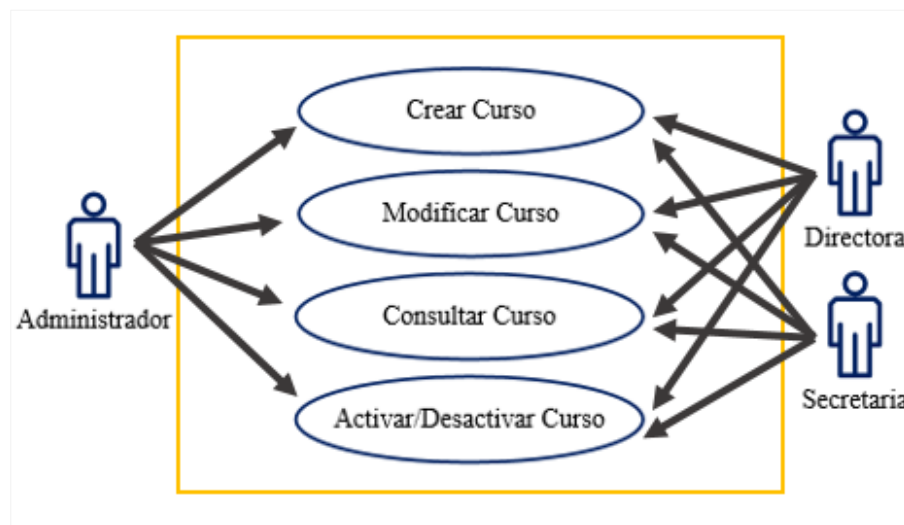 Crear Curso
Modificar Curso
Directora
Consultar Curso
Administrador
Activar/Desactivar Curso
Secretaria